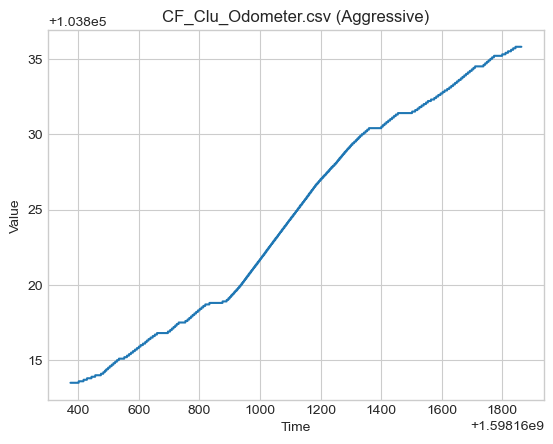 CF_Clu_Odometer.csv (Aggressive)
+1.038e5
35
30
25
20
15
Value
400 600 800 1000 1200 1400 1600 1800
Time
+1.59816e9